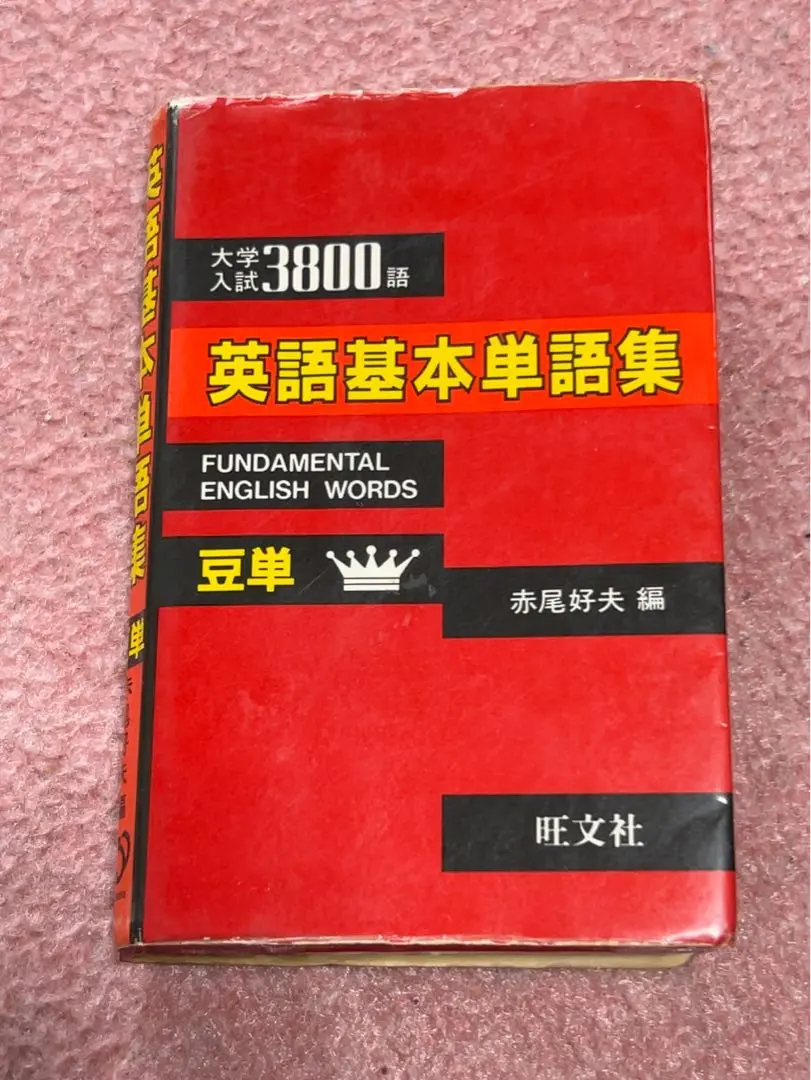 大学
入試3800語
英語基本単語集
FUNDAMENTAL
ENGLISH WORDS
豆単
赤尾好夫 編
旺文社
英語基本単語集